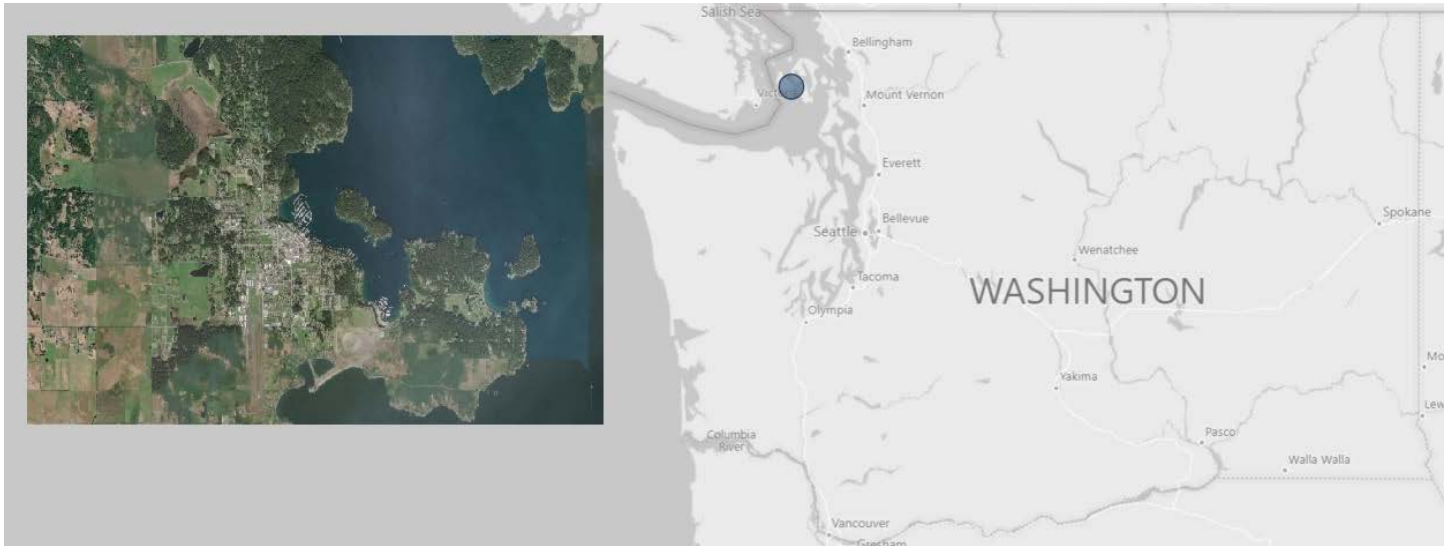 Salish Sea
Bellingham
Mount Vernon
Everett
Bellevue
Seattle
Spokane
Wenatchee
Tacoma
WASHINGTON
Olympia
Yakima
Columbia
River
Pasco
Walla Walla
Vancouver